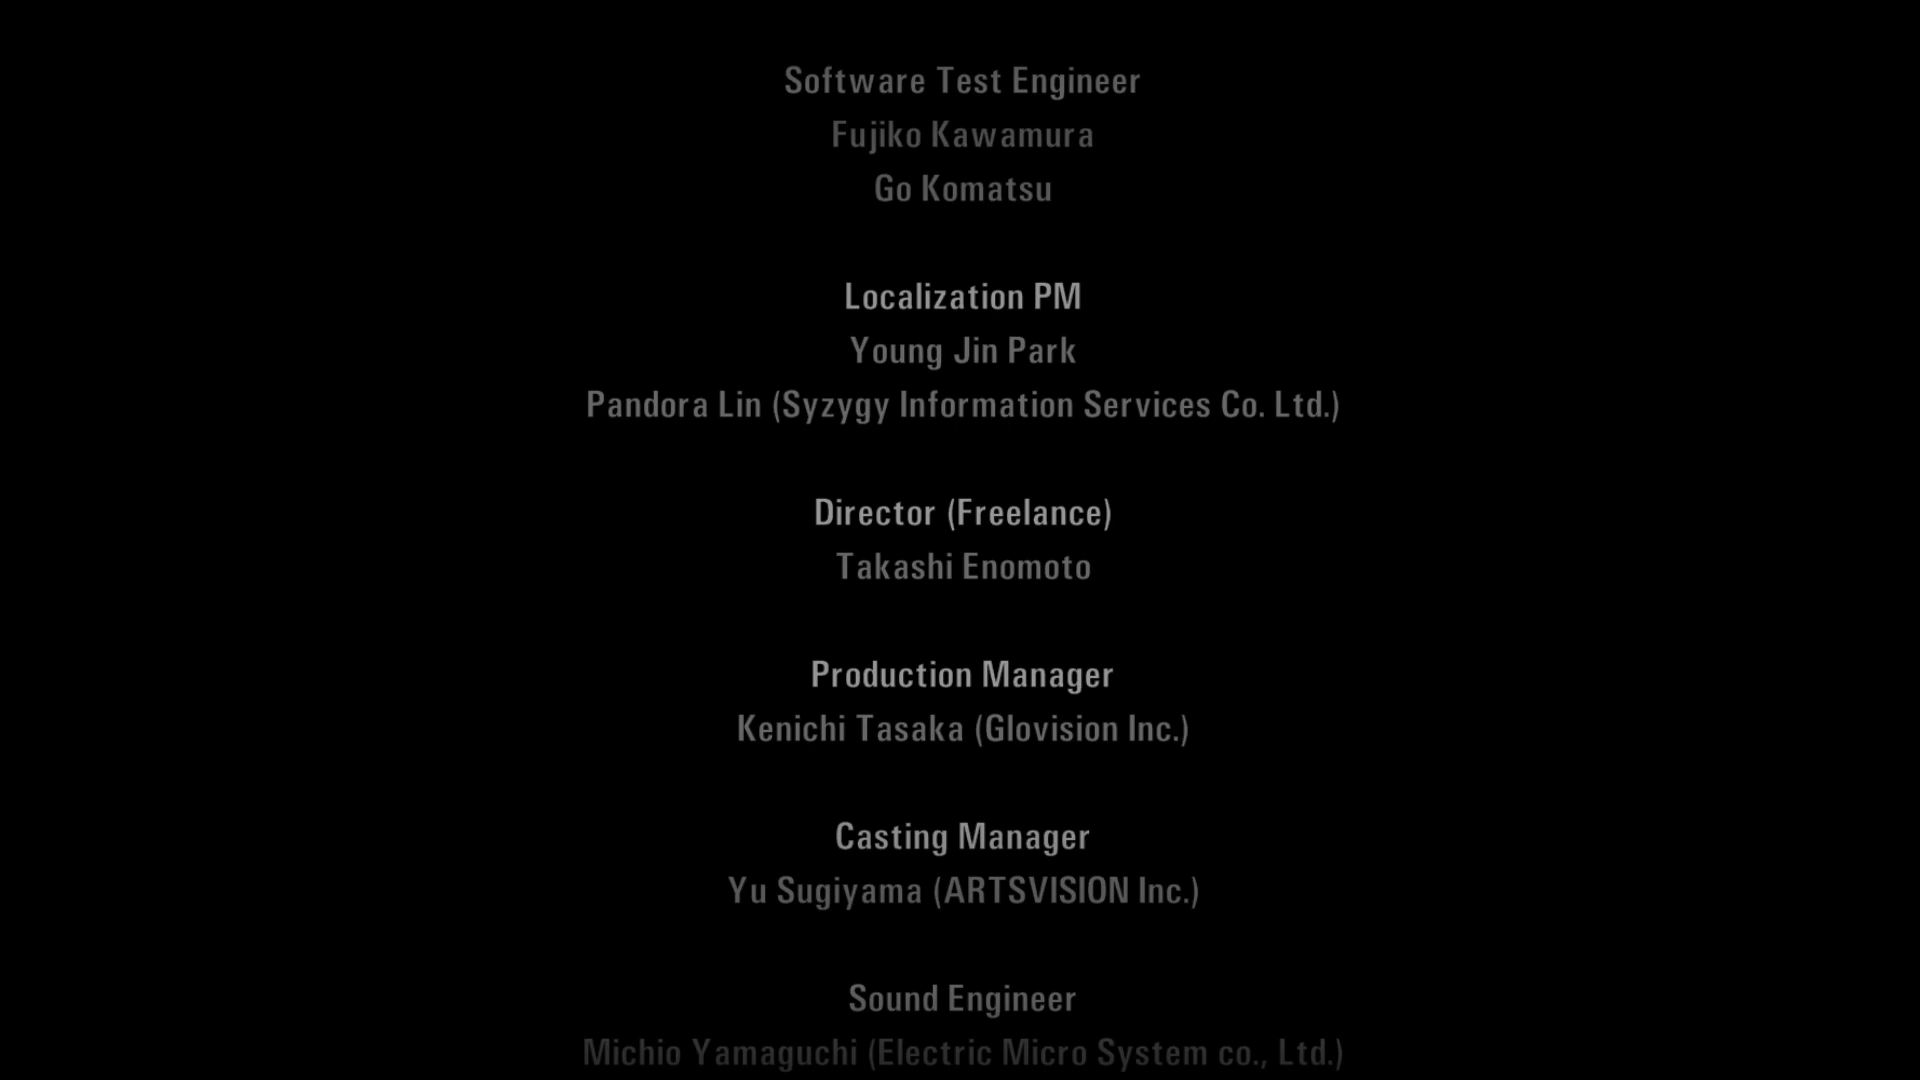 Software Test Engineer
Fujiko Kawamura
Go Komatsu
Localization PM
Young Jin Park
Pandora Lin (Syzygy Information Services Co. Ltd.)
Director (Freelance)
Takashi Enomoto
Production Manager
Kenichi Tasaka (Glovision Inc.)
Casting Manager
Yu Sugiyama (ARTSVISION Inc.)
Sound Engineer
Michio Yamaguchi (Electric Micro System co., Ltd.)